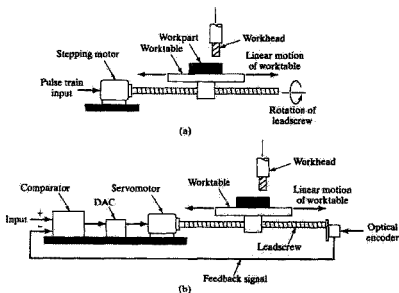 Workpart
Worktable
Workhead
Stepping motor
Linear motion
of worktable
Pulse train
input
Rotation of
leadscrew
(a)
Workhead
Comparator
DAC
Servomotor
Worktable
Linear motion
of worktable
Input
+
-
Optical
encoder
Leadscrew
Feedback signal
(b)